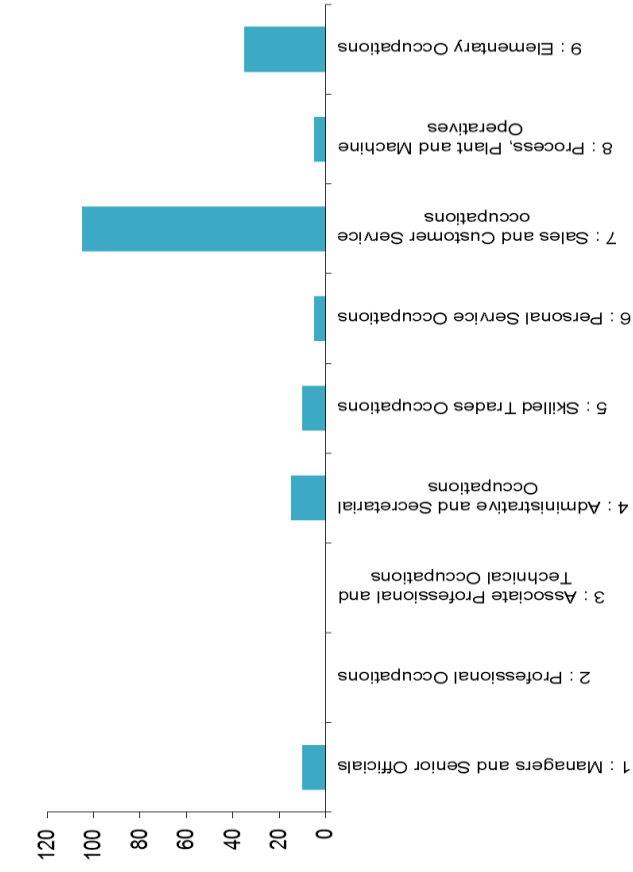 0
20
40
60
80
100
120
1 : Managers and Senior Officials
2 : Professional Occupations
3 : Associate Professional and
Technical Occupations
4 : Administrative and Secretarial
Occupations
5 : Skilled Trades Occupations
6 : Personal Service Occupations
7 : Sales and Customer Service
occupations
8 : Process, Plant and Machine
Operatives
9 : Elementary Occupations